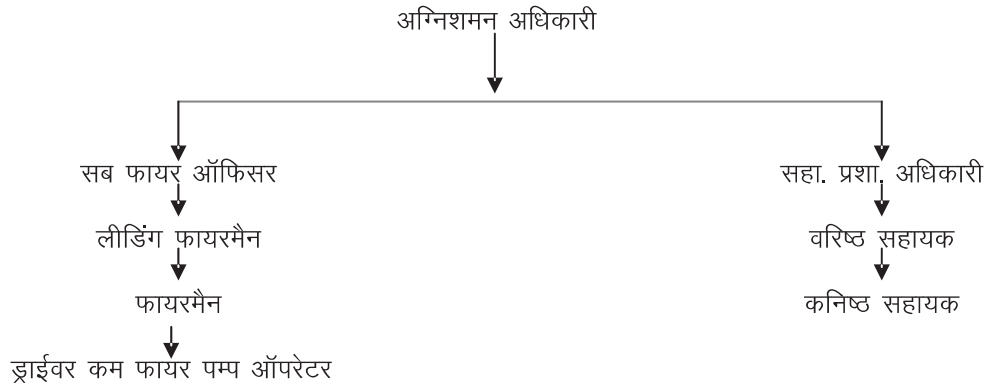 अग्निशमन अधिकारी
सब फायर ऑफिसर
सहा. प्रशा. अधिकारी
लीडिंग फायरमैन
वरिष्ठ सहायक
फायरमैन
कनिष्ठ सहायक
ड्राईवर कम फायर पम्प ऑपरेटर